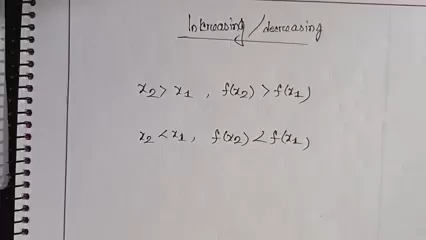 Increasing/decreasing
x₂ > x₁ , f(x₂) > f(x₁)
x₂ < x₁, f(x₂) < f(x₁)